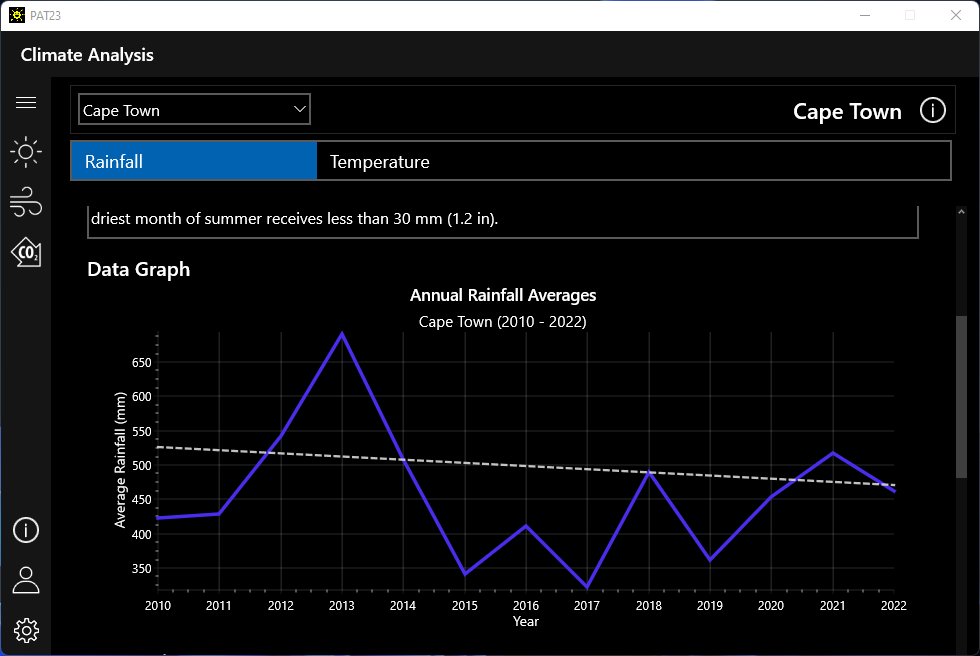 PAT23
Climate Analysis
Cape Town
Cape Town
Rainfall
Temperature
driest month of summer receives less than 30 mm (1.2 in).
Data Graph
Annual Rainfall Averages
Cape Town (2010 - 2022)
Average Rainfall (mm)
650
600
550
500
450
400
350
2010 2011 2012 2013 2014 2015 2016 2017 2018 2019 2020 2021 2022
Year
CO2